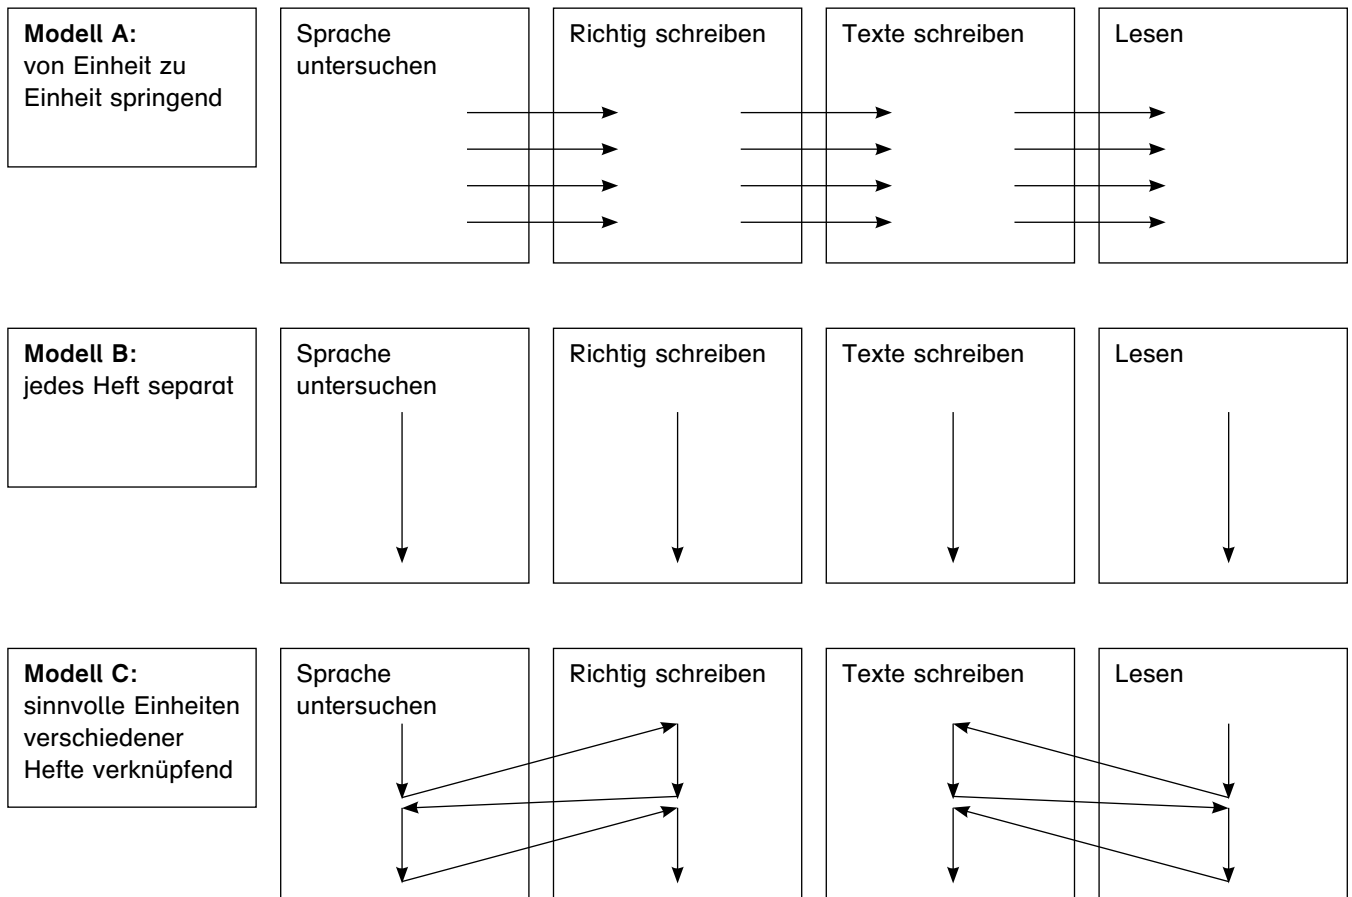 Modell A:
von Einheit zu
Einheit springend
Sprache
untersuchen
Richtig schreiben
Texte schreiben
Lesen
Modell B:
jedes Heft separat
Sprache
untersuchen
Richtig schreiben
Texte schreiben
Lesen
Modell C:
sinnvolle Einheiten
verschiedener
Hefte verknüpfend
Sprache
untersuchen
Richtig schreiben
Texte schreiben
Lesen